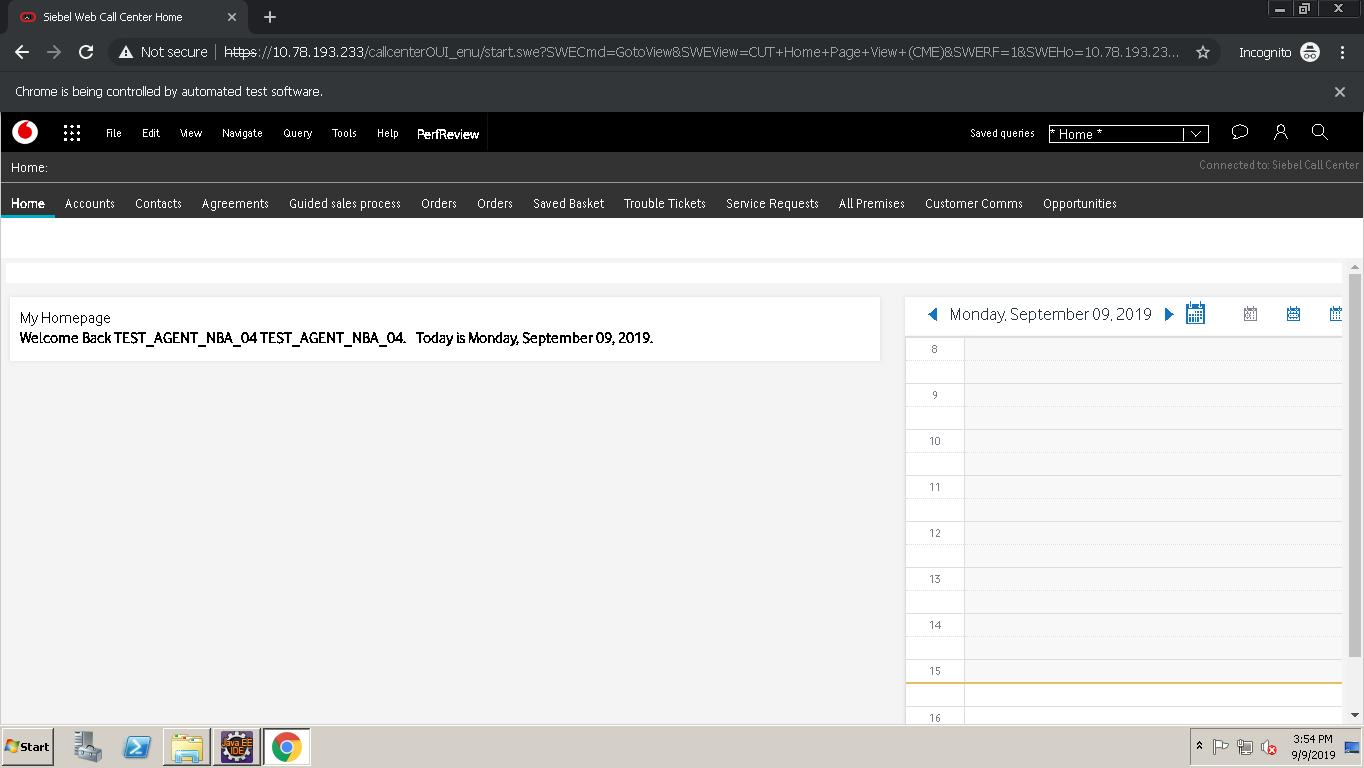 Siebel Web Call Center Home
Not secure https://10.78.193.233/callcenterOUI_enu/start.swe?SWECmd=GotoView&SWEView=CUT+Home+Page+View+(CME)&SWERF=1&SWEHo=10.78.193.23... Incognito
Chrome is being controlled by automated test software.
File Edit View Navigate Query Tools Help PerfReview Saved queries * Home *
Home: Connected to: Siebel Call Center
Home Accounts Contacts Agreements Guided sales process Orders Orders Saved Basket Trouble Tickets Service Requests All Premises Customer Comms Opportunities
My Homepage
Welcome Back TEST_AGENT_NBA_04 TEST_AGENT_NBA_04. Today is Monday, September 09, 2019.
Monday, September 09, 2019
8
9
10
11
12
13
14
15
16
Start
Java EE
IDE
3:54 PM
9/9/2019